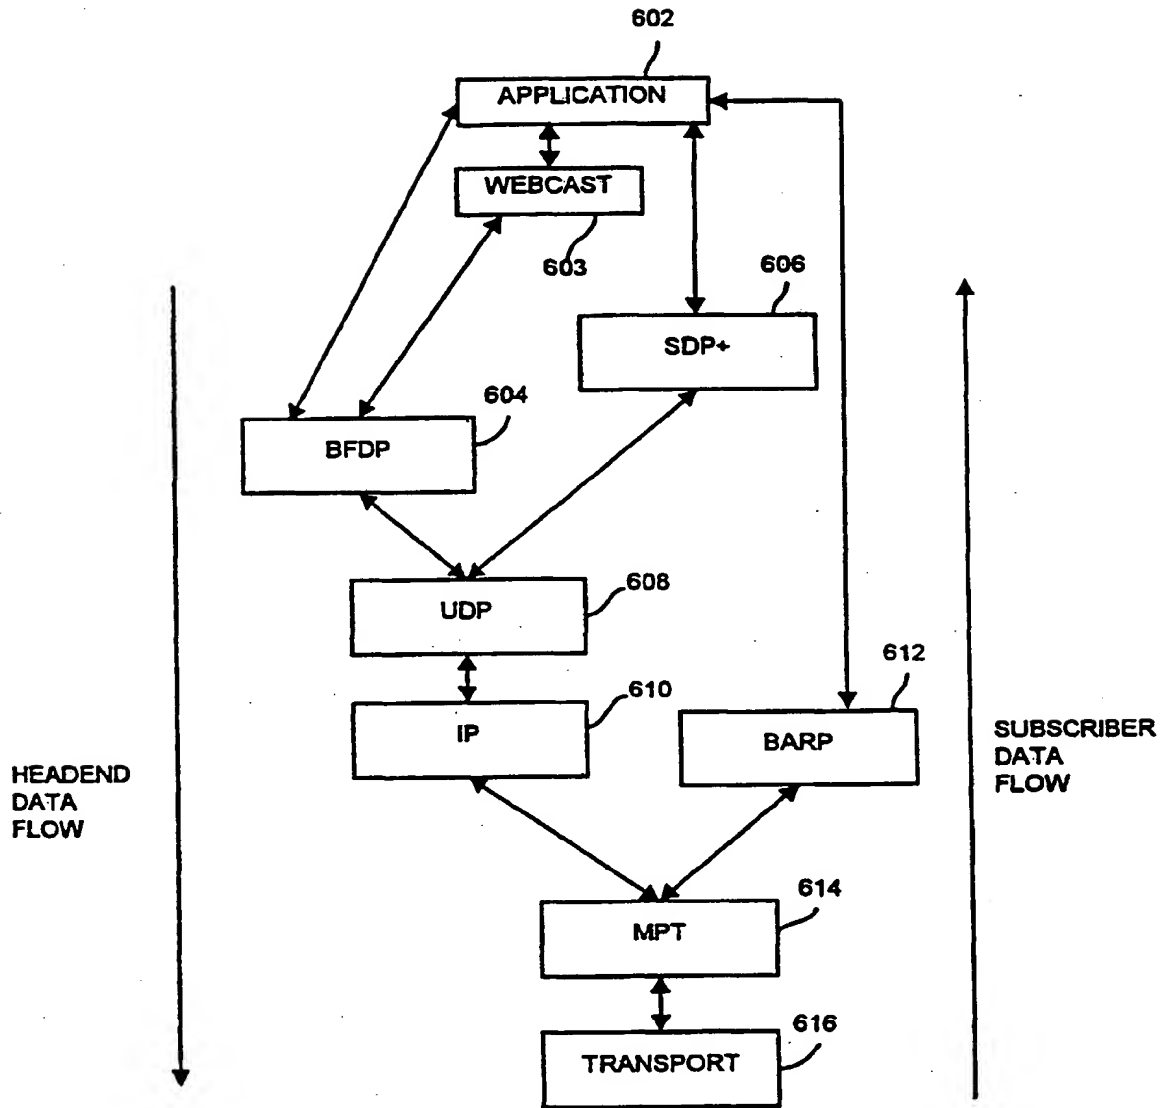 602
APPLICATION
WEBCAST
603
606
SDP+
604
BFDP
608
UDP
612
610
IP
BARP
SUBSCRIBER
DATA
FLOW
HEADEND
DATA
FLOW
614
MPT
616
TRANSPORT